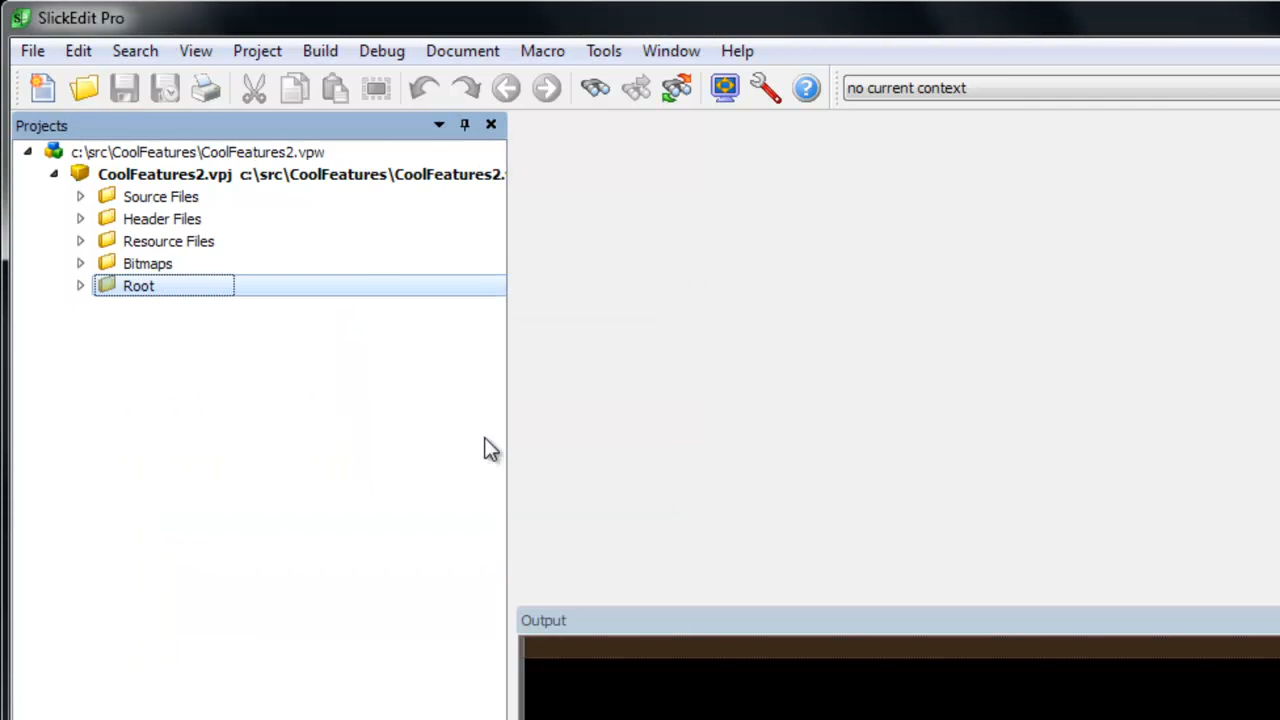 SlickEdit Pro
File Edit Search View Project Build Debug Document Macro Tools Window Help
no current context
Projects
c:\src\CoolFeatures\CoolFeatures2.vpw
CoolFeatures2.vpj c:\src\CoolFeatures\CoolFeatures2.
Source Files
Header Files
Resource Files
Bitmaps
Root
Output